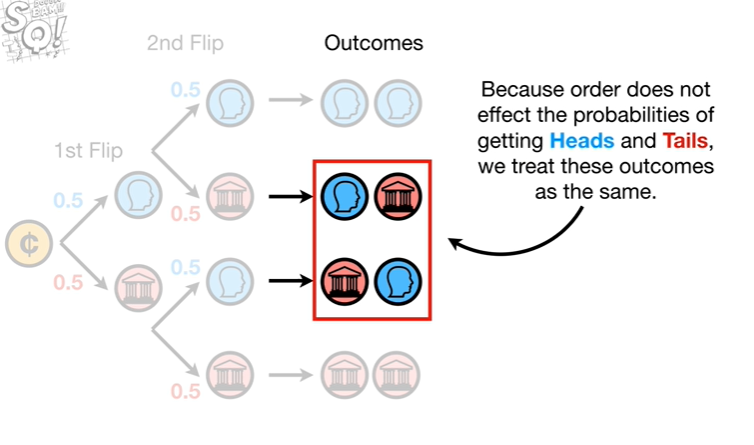 SQ!
2nd Flip
Outcomes
0.5
Because order does not
effect the probabilities of
getting Heads and Tails,
we treat these outcomes
as the same.
1st Flip
0.5
0.5
¢
0.5
0.5
0.5